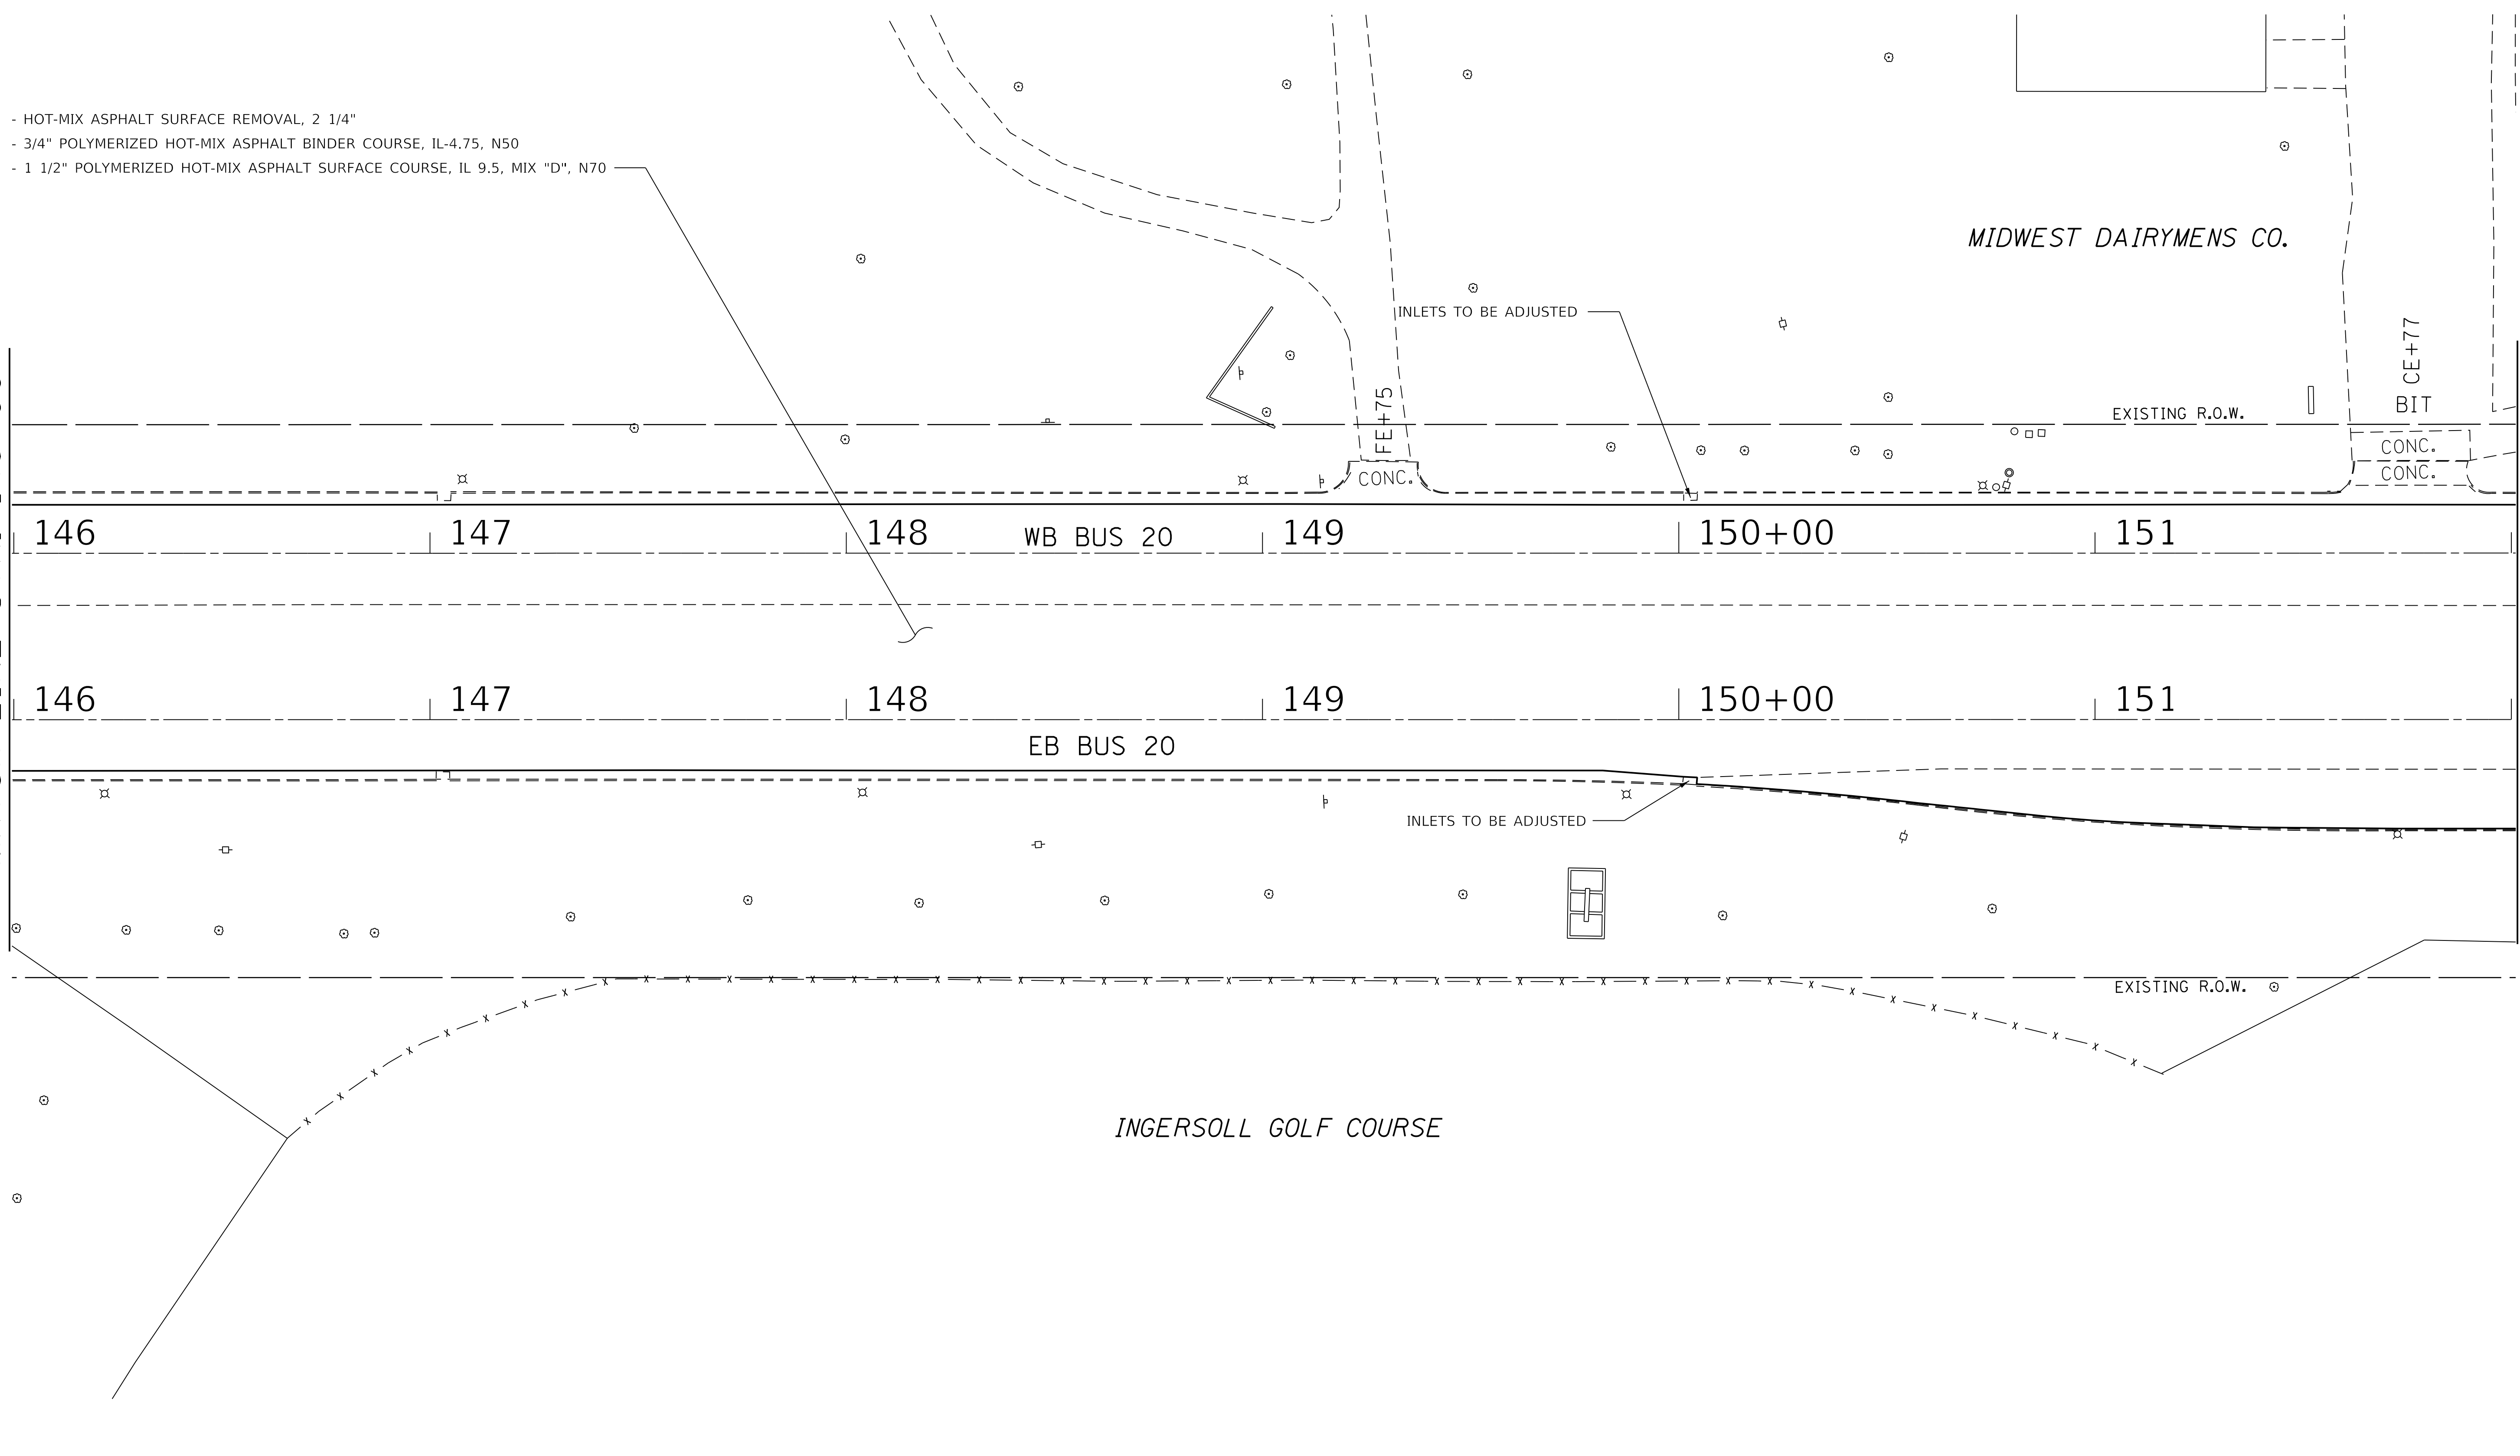 - HOT-MIX ASPHALT SURFACE REMOVAL, 2 1/4"
- 3/4" POLYMERIZED HOT-MIX ASPHALT BINDER COURSE, IL-4.75, N50
- 1 1/2" POLYMERIZED HOT-MIX ASPHALT SURFACE COURSE, IL 9.5, MIX "D", N70
MIDWEST DAIRYMENS CO.
INLETS TO BE ADJUSTED
CE+77
BIT
FE+75
EXISTING R.O.W.
CONC.
CONC.
CONC.
146 147 148 WB BUS 20 149 150+00 151
146 147 148 149 150+00 151
EB BUS 20
INLETS TO BE ADJUSTED
EXISTING R.O.W.
INGERSOLL GOLF COURSE